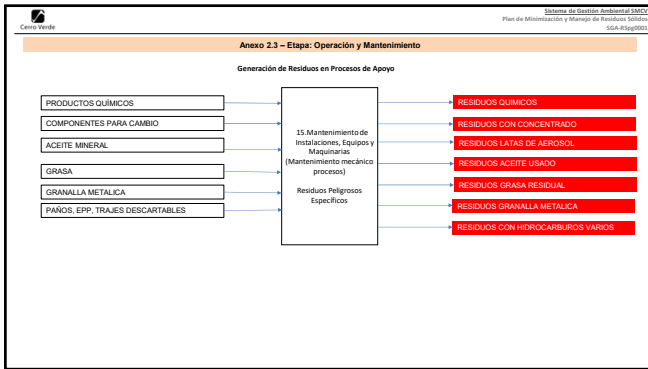 Cerro Verde
Sistema de Gestión Ambiental SMCV
Plan de Minimización y Manejo de Residuos Sólidos
SGA-RSpg0001
Anexo 2.3 – Etapa: Operación y Mantenimiento
Generación de Residuos en Procesos de Apoyo
PRODUCTOS QUÍMICOS
COMPONENTES PARA CAMBIO
ACEITE MINERAL
GRASA
GRANALLA METALICA
PAÑOS, EPP, TRAJES DESCARTABLES
15.Mantenimiento de
Instalaciones, Equipos y
Maquinarias
(Mantenimiento mecánico
procesos)
Residuos Peligrosos
Específicos
RESIDUOS QUIMICOS
RESIDUOS CON CONCENTRADO
RESIDUOS LATAS DE AEROSOL
RESIDUOS ACEITE USADO
RESIDUOS GRASA RESIDUAL
RESIDUOS GRANALLA METALICA
RESIDUOS CON HIDROCARBUROS VARIOS